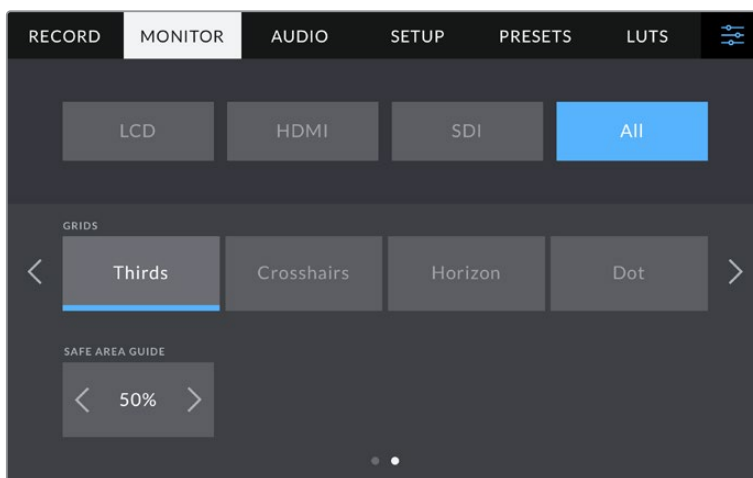 RECORD MONITOR AUDIO SETUP PRESETS LUTS
LCD HDMI SDI All
GRIDS
Thirds Crosshairs Horizon Dot
SAFE AREA GUIDE
50%